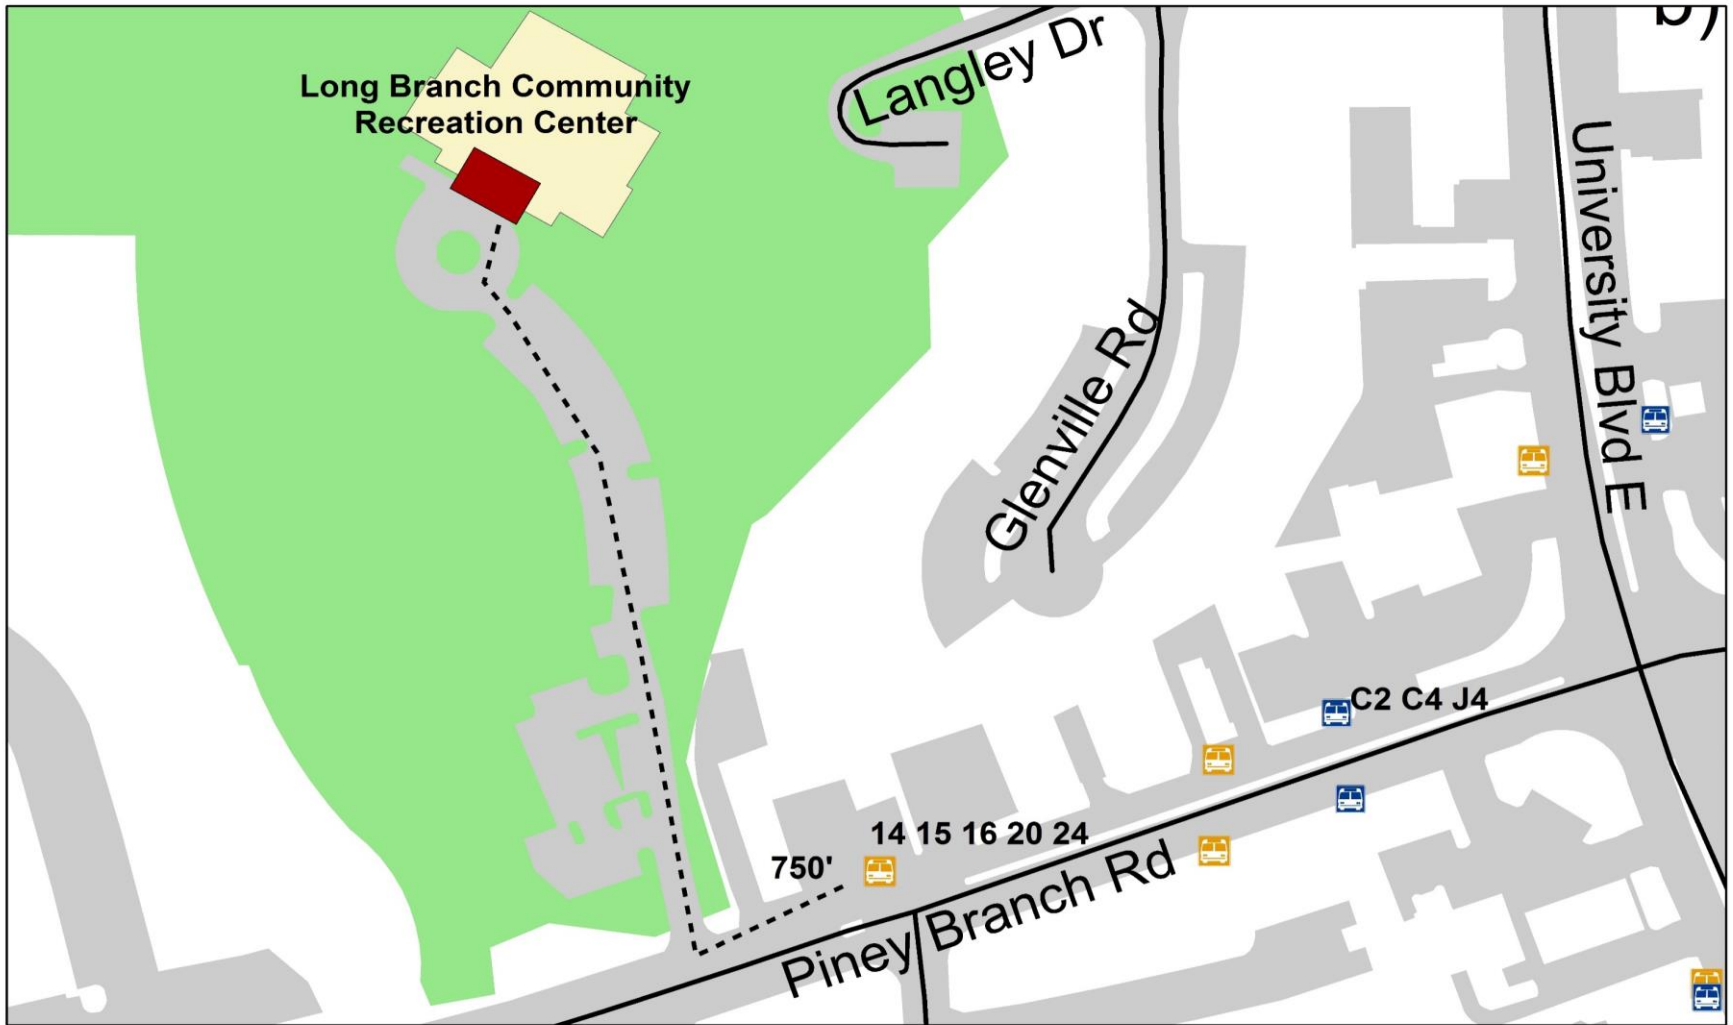 b)
Langley Dr
Long Branch Community
Recreation Center
University Blvd E
Glenville Rd
C2 C4 J4
14 15 16 20 24
750'
Piney Branch Rd